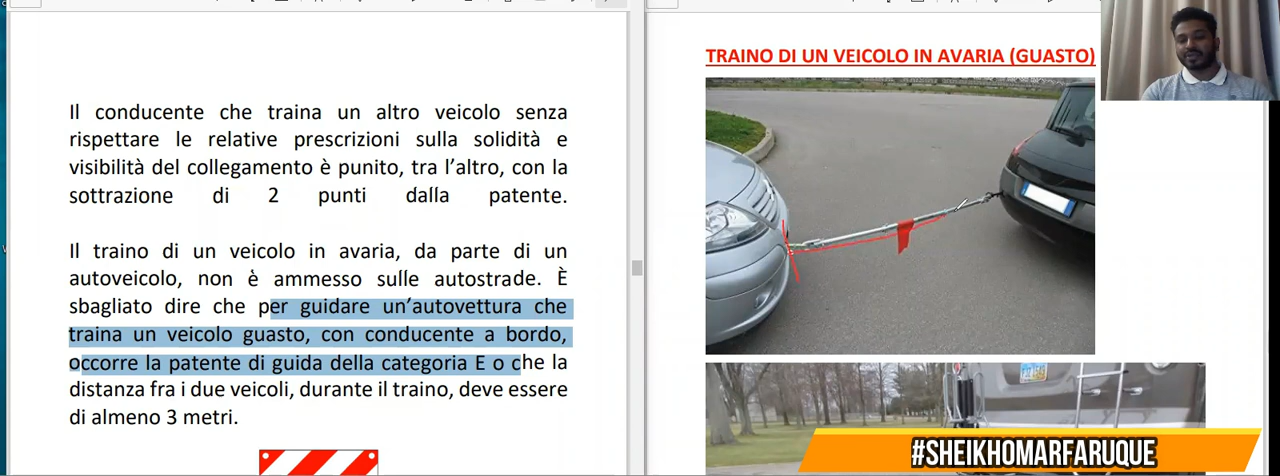 Il conducente che traina un altro veicolo senza
rispettare le relative prescrizioni sulla solidità e
visibilità del collegamento è punito, tra l’altro, con la
sottrazione di 2 punti dalla patente.
Il traino di un veicolo in avaria, da parte di un
autoveicolo, non è ammesso sulle autostrade. È
sbagliato dire che per guidare un’autovettura che
traina un veicolo guasto, con conducente a bordo,
occorre la patente di guida della categoria E o che la
distanza fra i due veicoli, durante il traino, deve essere
di almeno 3 metri.
TRAINO DI UN VEICOLO IN AVARIA (GUASTO)
#SHEIKHOMARFARUQUE